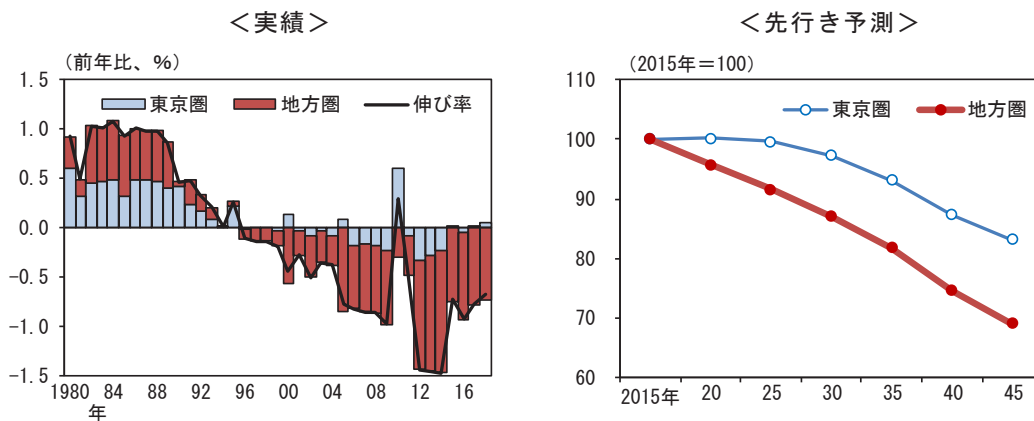 ＜実績＞
（前年比、％）
東京圏 地方圏 伸び率
1.5
1.0
0.5
0.0
-0.5
-1.0
-1.5
1980 84 88 92 96 00 04 08 12 16
年
＜先行き予測＞
（2015年＝100）
東京圏 地方圏
110
100
90
80
70
60
2015年 20 25 30 35 40 45